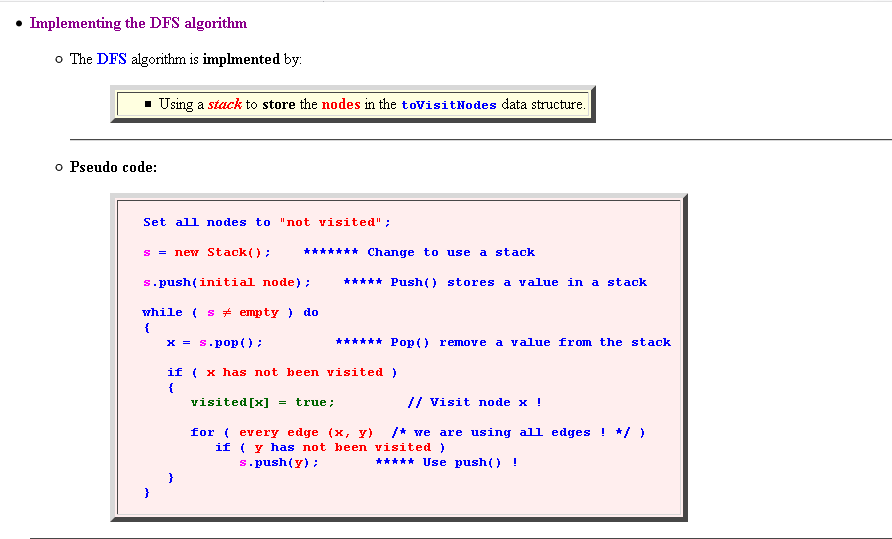 Implementing the DFS algorithm
The DFS algorithm is implmented by:
Using a stack to store the nodes in the toVisitNodes data structure.
Pseudo code:
Set all nodes to "not visited";
s = new Stack();    ******* Change to use a stack
s.push(initial node);    ***** Push() stores a value in a stack
while ( s ≠ empty ) do
{
x = s.pop();         ****** Pop() remove a value from the stack
if ( x has not been visited )
{
visited[x] = true;         // Visit node x !
for ( every edge (x, y)  /* we are using all edges ! */ )
if ( y has not been visited )
s.push(y);       ***** Use push() !
}
}